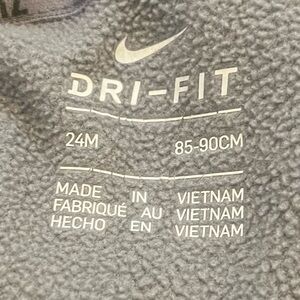 DRI-FIT
24M 85-90CM
MADE IN VIETNAM
FABRIQUÉ AU VIETNAM
HECHO EN VIETNAM